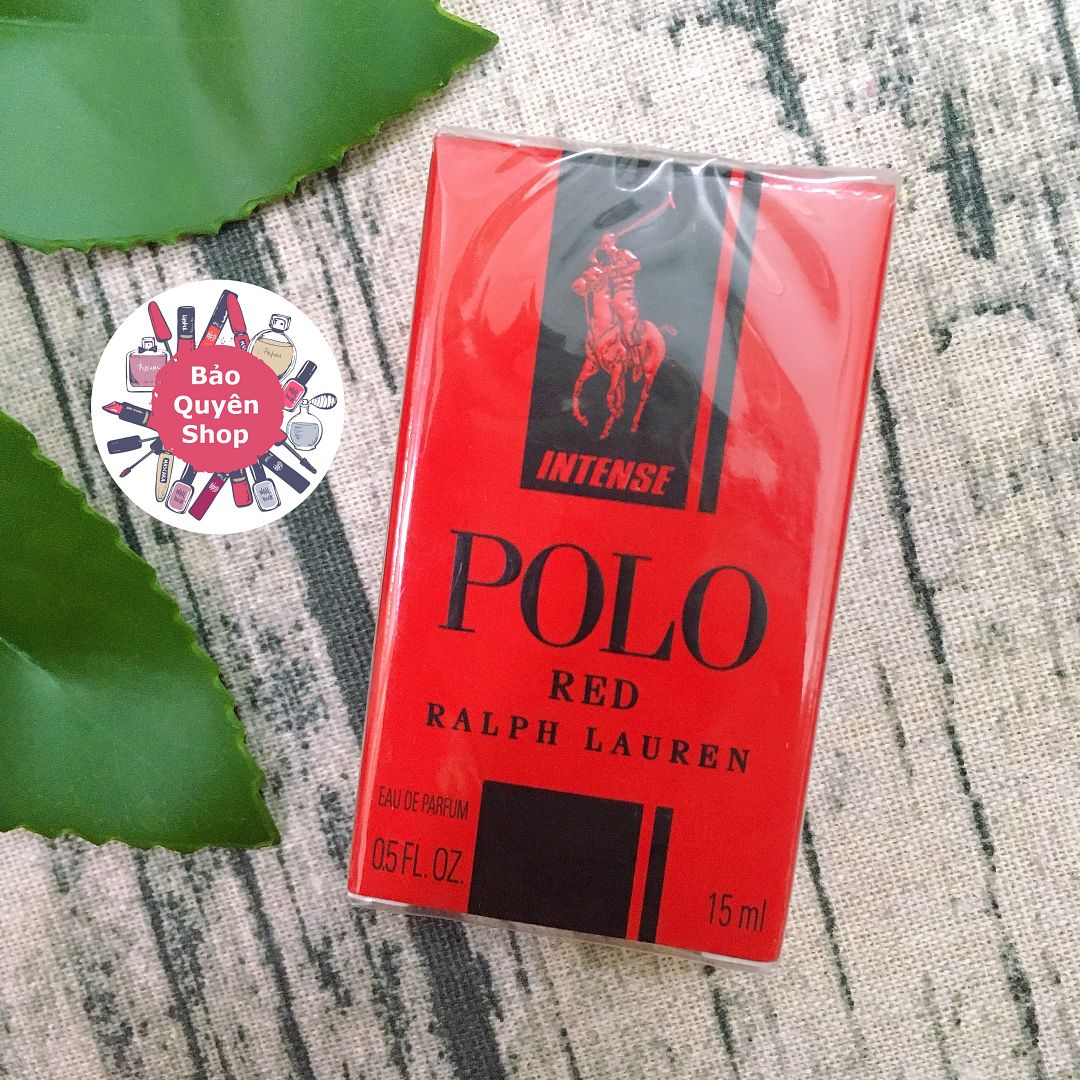 Bảo
Quyên
Shop
INTENSE
POLO
RED
RALPH LAUREN
EAU DE PARFUM
0.5 FL. OZ.
15 ml